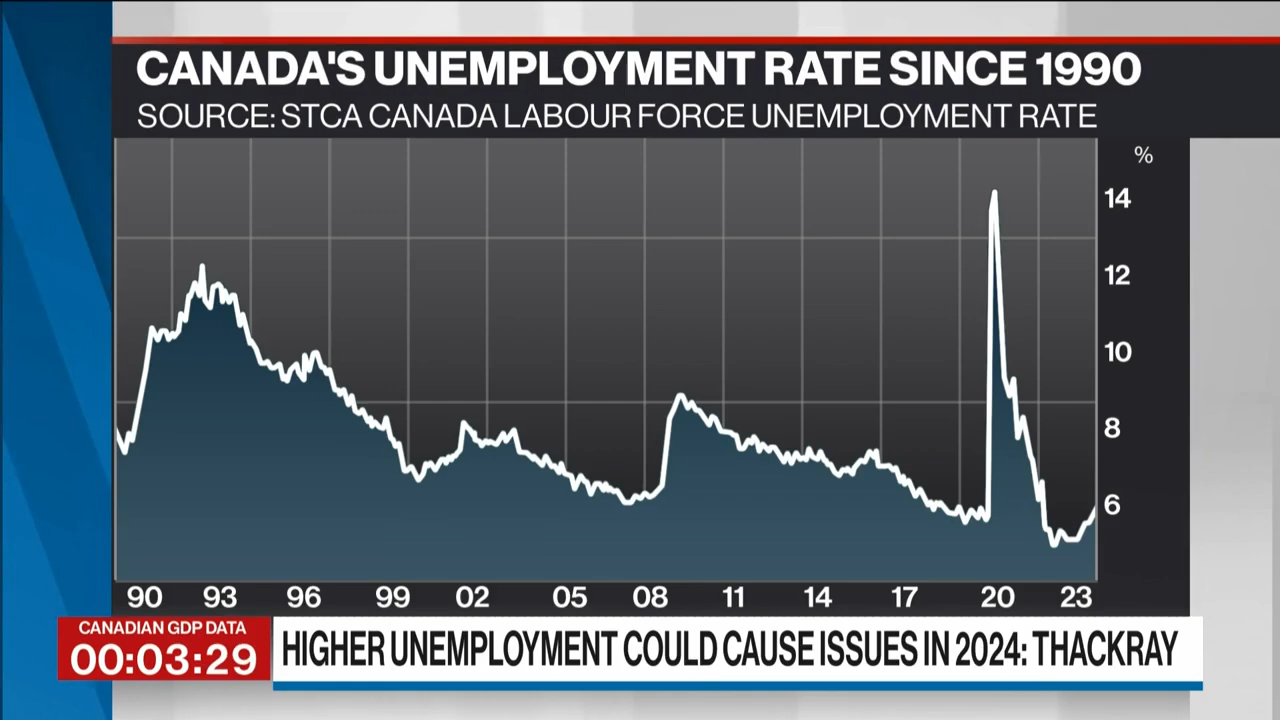 CANADA'S UNEMPLOYMENT RATE SINCE 1990
SOURCE: STCA CANADA LABOUR FORCE UNEMPLOYMENT RATE
%
14
12
10
8
6
90 93 96 99 02 05 08 11 14 17 20 23
CANADIAN GDP DATA
00:03:29
HIGHER UNEMPLOYMENT COULD CAUSE ISSUES IN 2024: THACKRAY